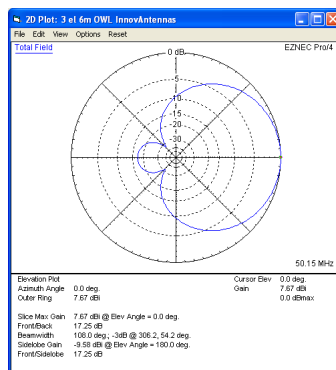 2D Plot: 3 el 6m OWL InnovAntennas
File Edit View Options Reset
Total Field
EZNEC Pro/4
0 dB
-5
-10
-15
-20
-30
50.15 MHz
Elevation Plot
Azimuth Angle 0.0 deg.
Outer Ring 7.67 dBi
Cursor Elev 0.0 deg.
Gain 7.67 dBi
0.0 dBmax
Slice Max Gain 7.67 dBi @ Elev Angle = 0.0 deg.
Front/Back 17.25 dB
Beamwidth 108.0 deg.; -3dB @ 306.2, 54.2 deg.
Sidelobe Gain -9.58 dBi @ Elev Angle = 180.0 deg.
Front/Sidelobe 17.25 dB